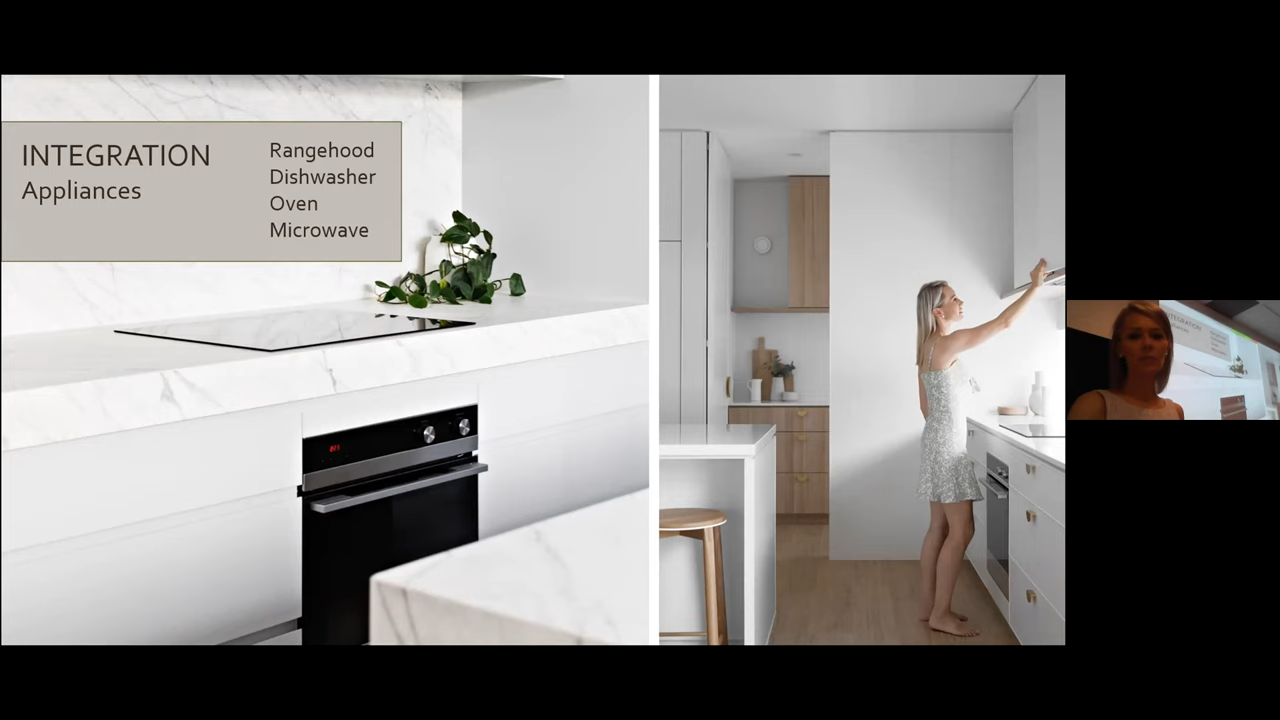 INTEGRATION
Appliances
Rangehood
Dishwasher
Oven
Microwave